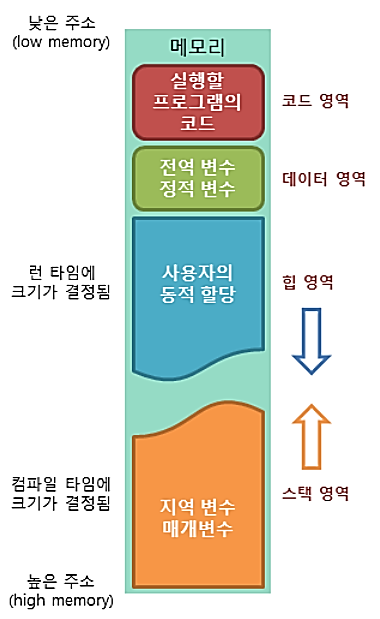 낮은 주소
(low memory)
메모리
실행할
프로그램의
코드
코드 영역
전역 변수
정적 변수
데이터 영역
런 타임에
크기가 결정됨
사용자의
동적 할당
힙 영역
컴파일 타임에
크기가 결정됨
지역 변수
매개변수
스택 영역
높은 주소
(high memory)